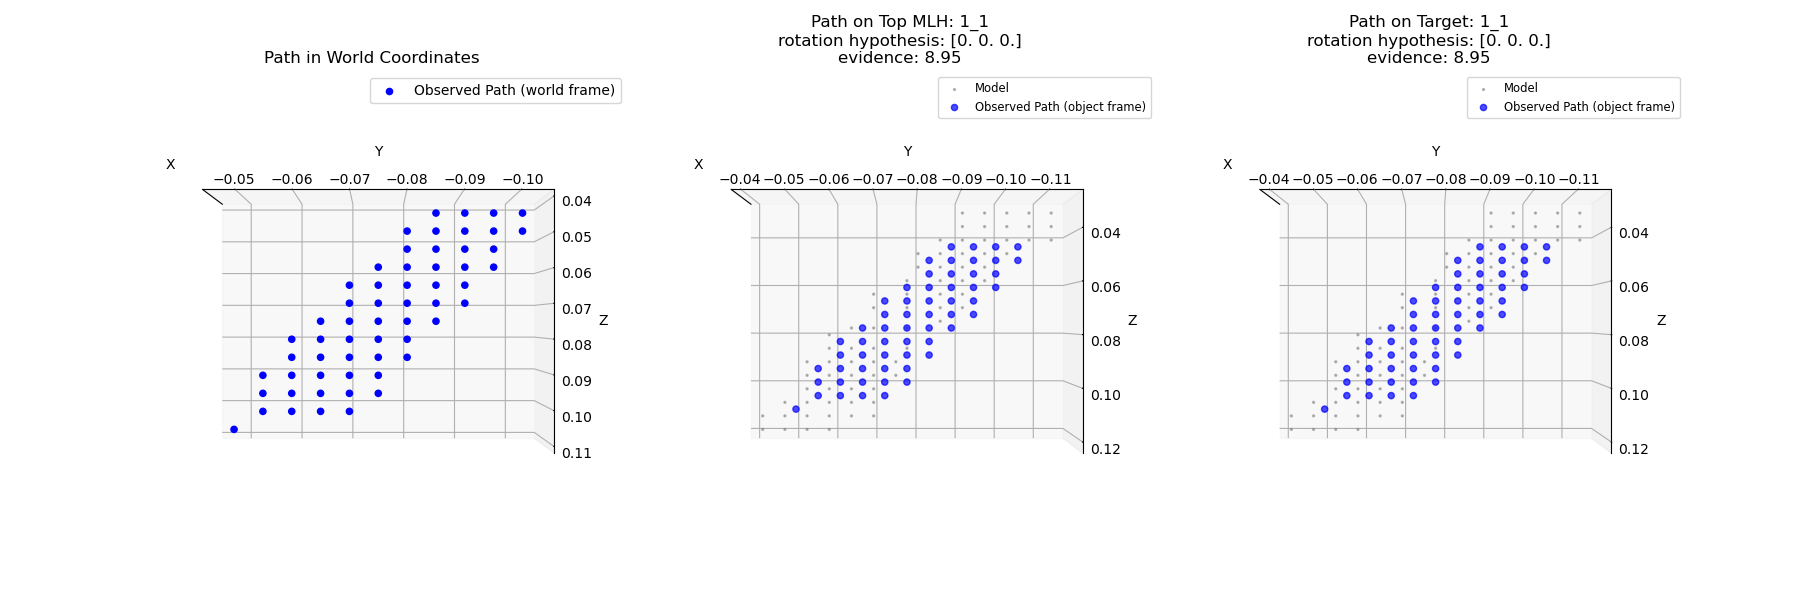 Path in World Coordinates
Observed Path (world frame)
X
Y
−0.05 −0.06 −0.07 −0.08 −0.09 −0.10
0.04
0.05
0.06
0.07
0.08
0.09
0.10
0.11
Z
Path on Top MLH: 1_1
rotation hypothesis: [0. 0. 0.]
evidence: 8.95
Model
Observed Path (object frame)
X
Y
−0.04 −0.05 −0.06 −0.07 −0.08 −0.09 −0.10 −0.11
0.04
0.06
0.08
0.10
0.12
Z
Path on Target: 1_1
rotation hypothesis: [0. 0. 0.]
evidence: 8.95
Model
Observed Path (object frame)
X
Y
−0.04 −0.05 −0.06 −0.07 −0.08 −0.09 −0.10 −0.11
0.04
0.06
0.08
0.10
0.12
Z